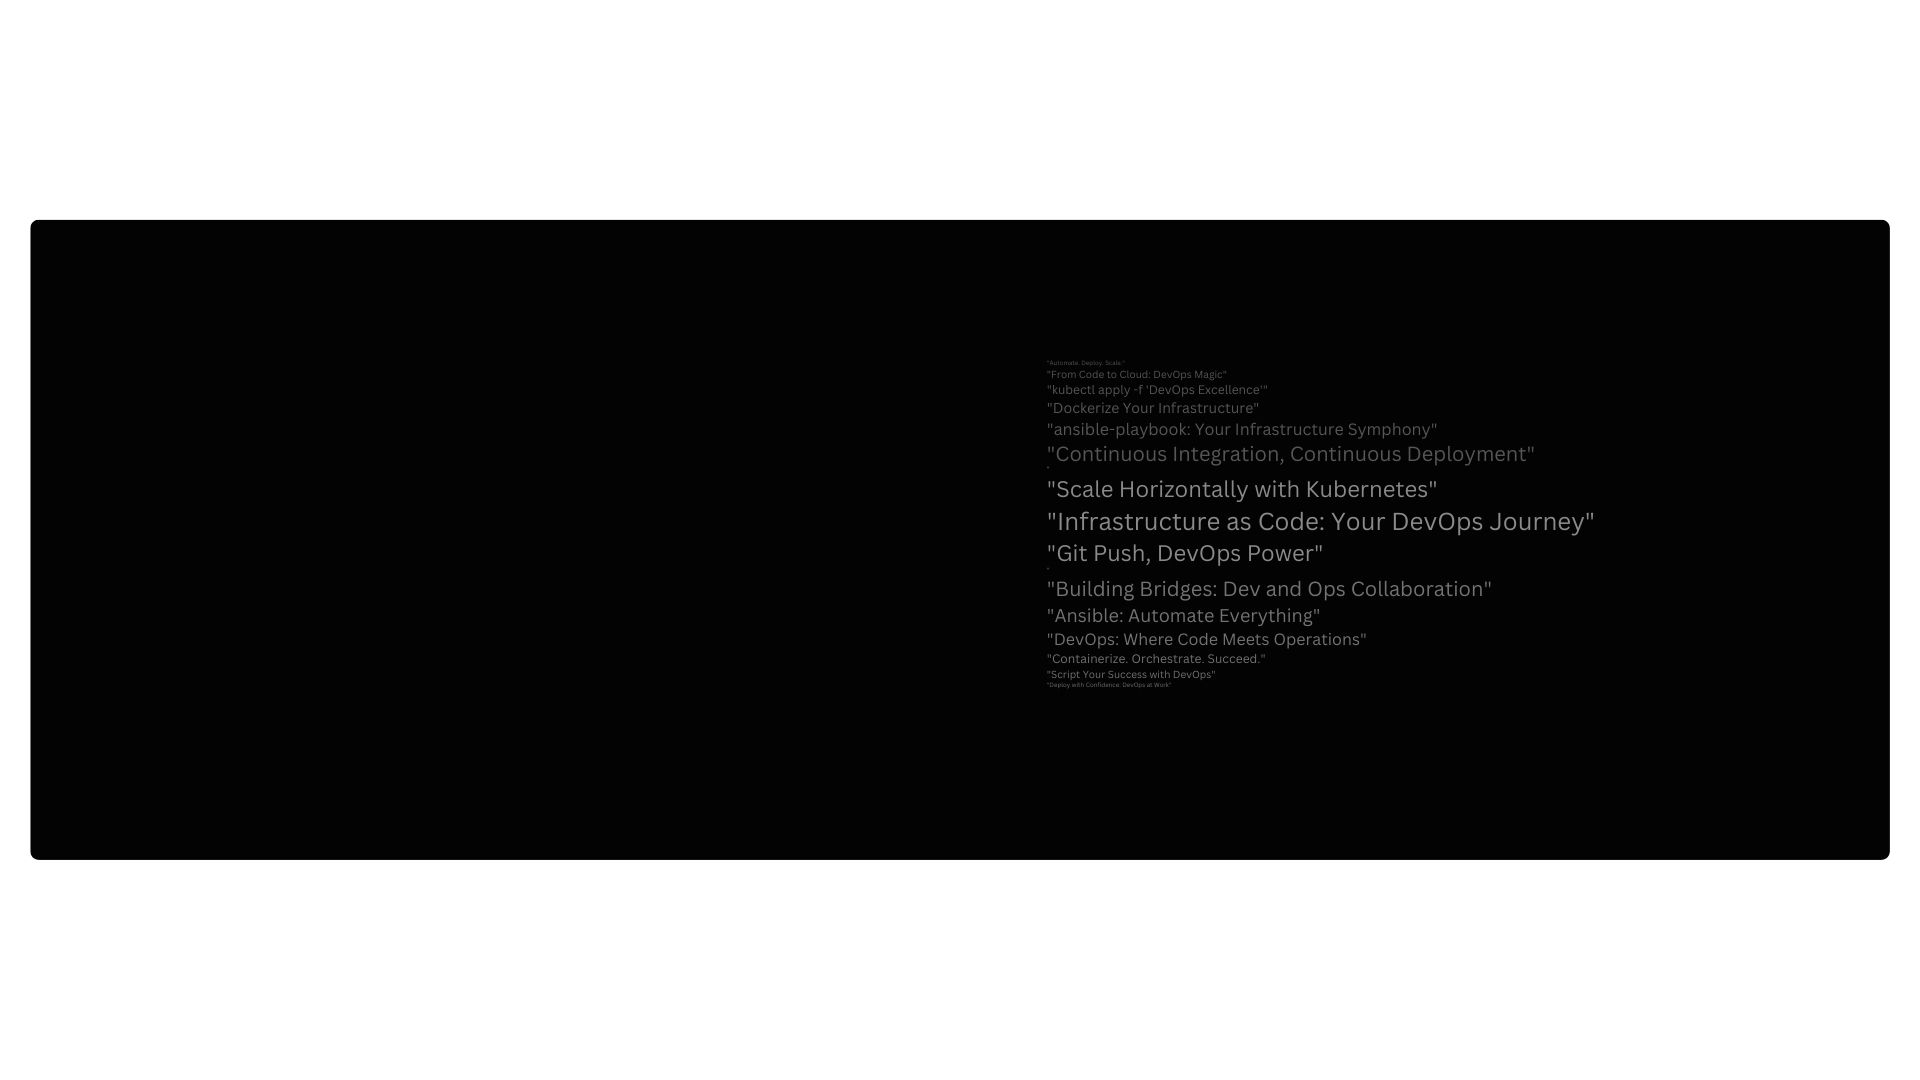 "Automate. Deploy. Scale."
"From Code to Cloud: DevOps Magic"
"kubectl apply -f 'DevOps Excellence'"
"Dockerize Your Infrastructure"
"ansible-playbook: Your Infrastructure Symphony"
"Continuous Integration, Continuous Deployment"
"Scale Horizontally with Kubernetes"
"Infrastructure as Code: Your DevOps Journey"
"Git Push, DevOps Power"
"Building Bridges: Dev and Ops Collaboration"
"Ansible: Automate Everything"
"DevOps: Where Code Meets Operations"
"Containerize. Orchestrate. Succeed."
"Script Your Success with DevOps"
"Deploy with Confidence: DevOps at Work"